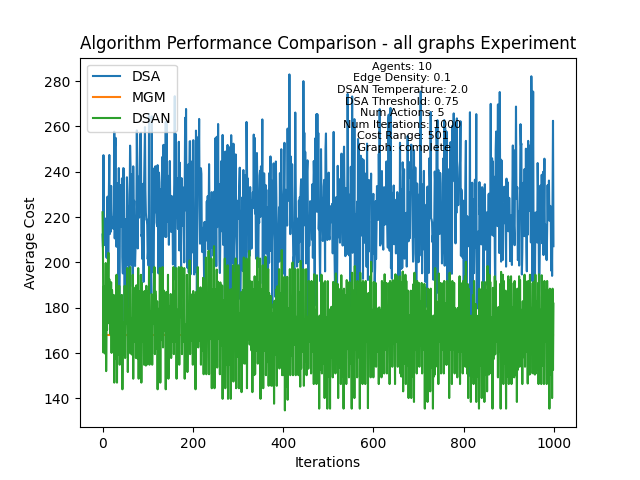 Algorithm Performance Comparison - all graphs Experiment
DSA
MGM
DSAN
Agents: 10
Edge Density: 0.1
DSAN Temperature: 2.0
DSA Threshold: 0.75
Num Actions: 5
Num Iterations: 1000
Cost Range: 501
Graph: complete
Average Cost
280
260
240
220
200
180
160
140
0
200
400
600
800
1000
Iterations